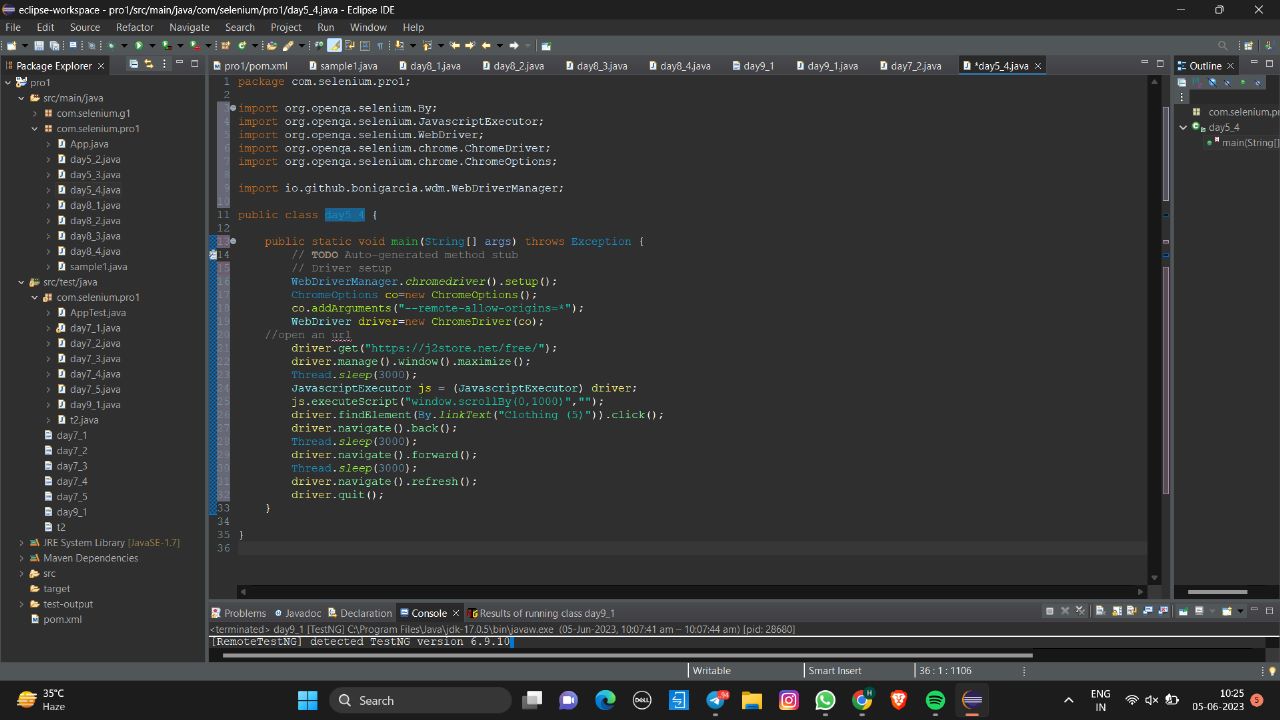 eclipse-workspace - pro1/src/main/java/com/selenium/pro1/day5_4.java - Eclipse IDE
File Edit Source Refactor Navigate Search Project Run Window Help
Package Explorer
pro1/pom.xml sample1.java day8_1.java day8_2.java day8_3.java day8_4.java day9_1 day9_1.java day7_2.java *day5_4.java
Outline
pro1
src/main/java
com.selenium.g1
com.selenium.pro1
App.java
day5_2.java
day5_3.java
day5_4.java
day8_1.java
day8_2.java
day8_3.java
day8_4.java
sample1.java
src/test/java
com.selenium.pro1
AppTest.java
day7_1.java
day7_2.java
day7_3.java
day7_4.java
day7_5.java
day9_1.java
t2.java
day7_1
day7_2
day7_3
day7_4
day7_5
day9_1
t2
JRE System Library [JavaSE-1.7]
Maven Dependencies
src
target
test-output
pom.xml
1 package com.selenium.pro1;
2
3 import org.openqa.selenium.By;
4 import org.openqa.selenium.JavascriptExecutor;
5 import org.openqa.selenium.WebDriver;
6 import org.openqa.selenium.chrome.ChromeDriver;
7 import org.openqa.selenium.chrome.ChromeOptions;
8
9 import io.github.bonigarcia.wdm.WebDriverManager;
10
11 public class day5_4 {
12
13 public static void main(String[] args) throws Exception {
14 // TODO Auto-generated method stub
15 // Driver setup
16 WebDriverManager.chromedriver().setup();
17 ChromeOptions co=new ChromeOptions();
18 co.addArguments("--remote-allow-origins=*");
19 WebDriver driver=new ChromeDriver(co);
20 //open an url
21 driver.get("https://j2store.net/free/");
22 driver.manage().window().maximize();
23 Thread.sleep(3000);
24 JavascriptExecutor js = (JavascriptExecutor) driver;
25 js.executeScript("window.scrollBy(0,1000)","");
26 driver.findElement(By.linkText("Clothing (5)")).click();
27 driver.navigate().back();
28 Thread.sleep(3000);
29 driver.navigate().forward();
30 Thread.sleep(3000);
31 driver.navigate().refresh();
32 driver.quit();
33 }
34
35 }
36
com.selenium.pr
day5_4
main(String[]
Problems Javadoc Declaration Console Results of running class day9_1
<terminated> day9_1 [TestNG] C:\Program Files\Java\jdk-17.0.5\bin\javaw.exe (05-Jun-2023, 10:07:41 am – 10:07:44 am) [pid: 28680]
[RemoteTestNG] detected TestNG version 6.9.10
Writable Smart Insert 36 : 1 : 1106
35°C
Haze
Search
DELL
94
H
ENG
IN
10:25
05-06-2023
5